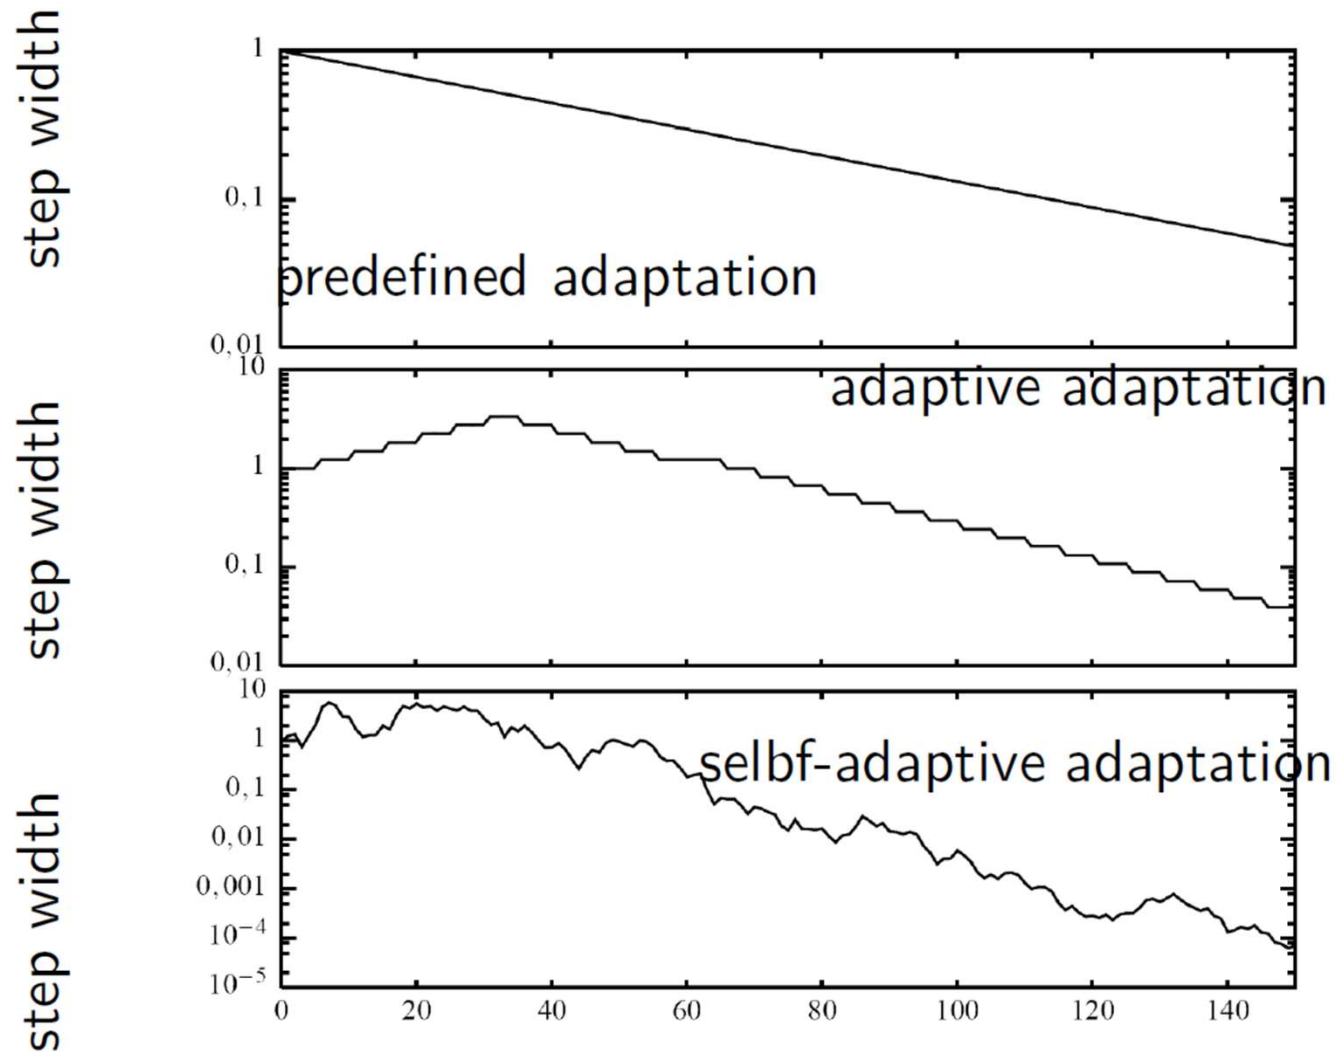 step width
1
0,1
0,01
predefined adaptation
step width
10
1
0,1
0,01
adaptive adaptation
step width
10
1
0,1
0,01
0,001
10⁻⁴
10⁻⁵
selbf-adaptive adaptation
0 20 40 60 80 100 120 140